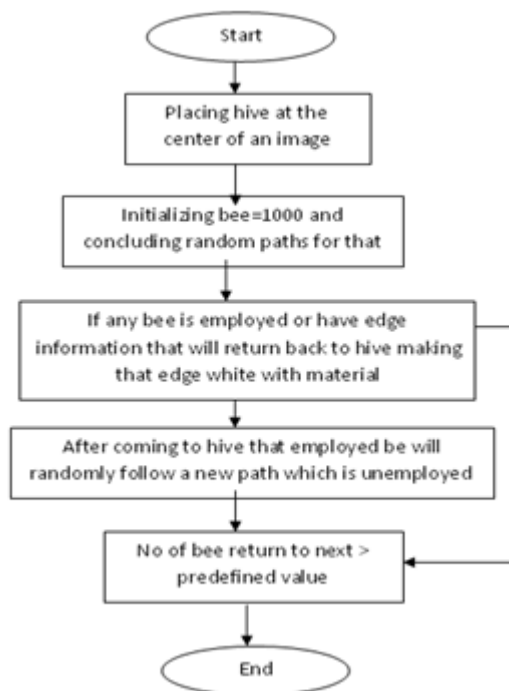 Start
Placing hive at the
center of an image
Initializing bee=1000 and
concluding random paths for that
If any bee is employed or have edge
information that will return back to hive making
that edge white with material
After coming to hive that employed be will
randomly follow a new path which is unemployed
No of bee return to next >
predefined value
End